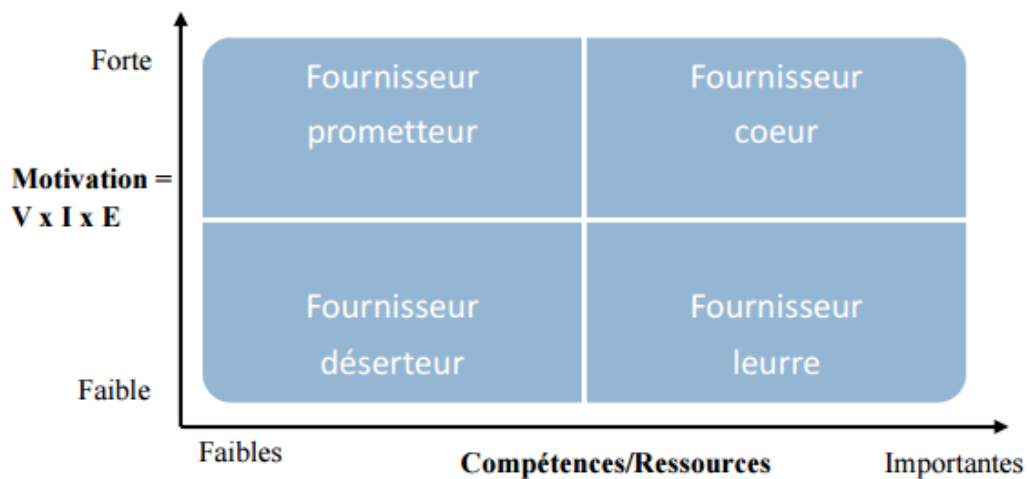 Forte
Fournisseur
prometteur
Fournisseur
coeur
Motivation =
V x I x E
Fournisseur
déserteur
Fournisseur
leurre
Faible
Faibles
Compétences/Ressources
Importantes